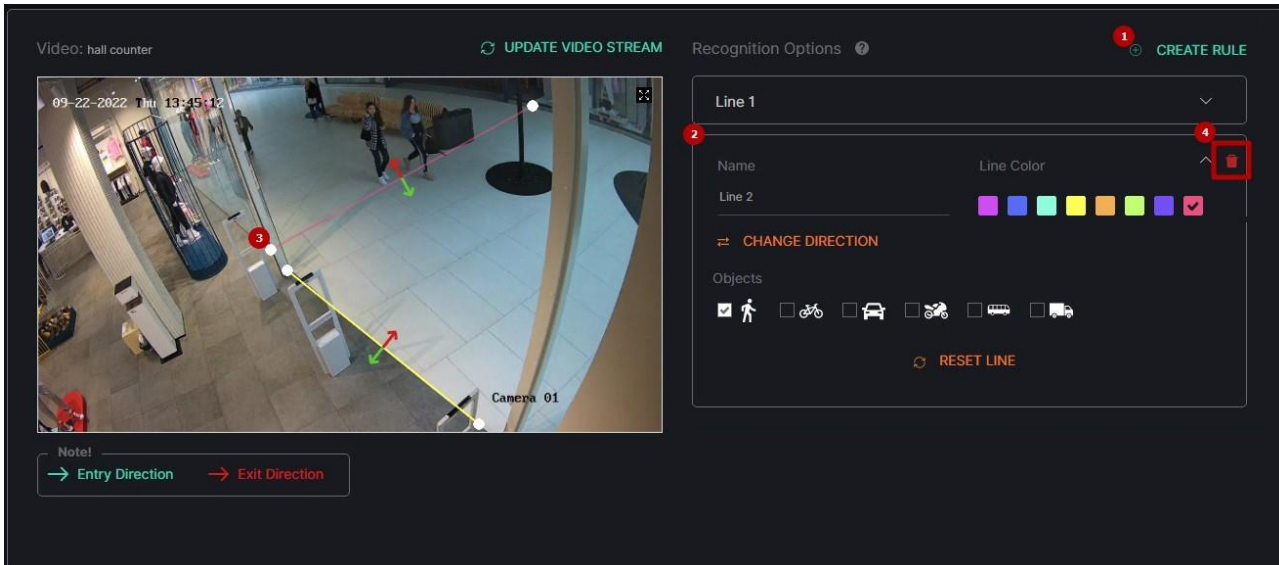 Video: hall counter
UPDATE VIDEO STREAM
09-22-2022 Thu 13:45:12
Camera 01
Note!
Entry Direction
Exit Direction
Recognition Options ?
1
CREATE RULE
Line 1
2
4
Name
Line Color
Line 2
3
CHANGE DIRECTION
Objects
RESET LINE